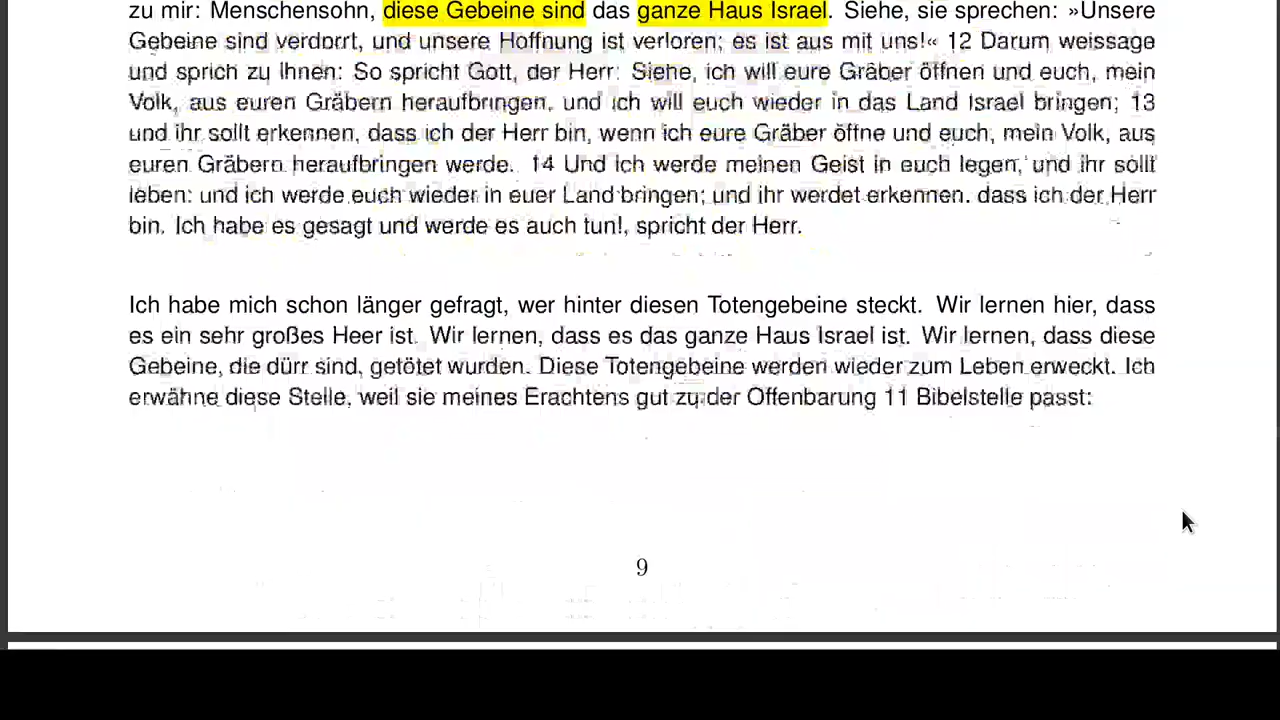 zu mir: Menschensohn, diese Gebeine sind das ganze Haus Israel. Siehe, sie sprechen: »Unsere
Gebeine sind verdorrt, und unsere Hoffnung ist verloren; es ist aus mit uns!« 12 Darum weissage
und sprich zu ihnen: So spricht Gott, der Herr: Siehe, ich will eure Gräber öffnen und euch, mein
Volk, aus euren Gräbern heraufbringen, und ich will euch wieder in das Land Israel bringen; 13
und ihr sollt erkennen, dass ich der Herr bin, wenn ich eure Gräber öffne und euch, mein Volk, aus
euren Gräbern heraufbringen werde. 14 Und ich werde meinen Geist in euch legen, und ihr sollt
leben; und ich werde euch wieder in euer Land bringen; und ihr werdet erkennen, dass ich der Herr
bin. Ich habe es gesagt und werde es auch tun!, spricht der Herr.
Ich habe mich schon länger gefragt, wer hinter diesen Totengebeine steckt. Wir lernen hier, dass
es ein sehr großes Heer ist. Wir lernen, dass es das ganze Haus Israel ist. Wir lernen, dass diese
Gebeine, die dürr sind, getötet wurden. Diese Totengebeine werden wieder zum Leben erweckt. Ich
erwähne diese Stelle, weil sie meines Erachtens gut zu der Offenbarung 11 Bibelstelle passt:
9